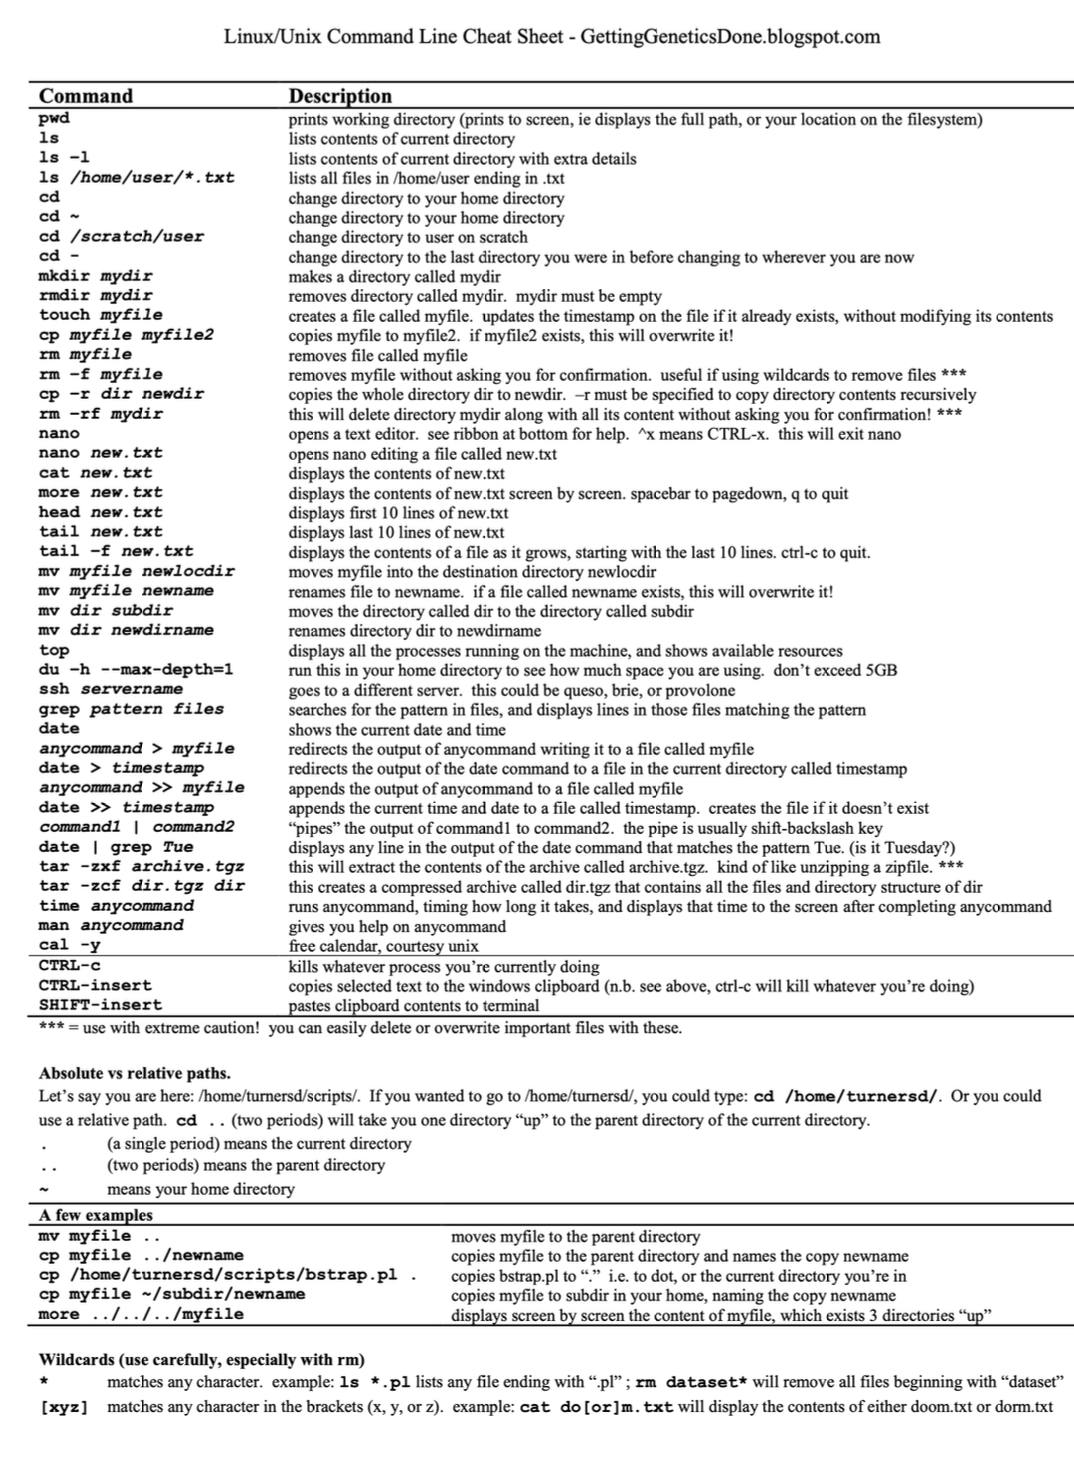 Linux/Unix Command Line Cheat Sheet - GettingGeneticsDone.blogspot.com
Command Description
pwd prints working directory (prints to screen, ie displays the full path, or your location on the filesystem)
ls lists contents of current directory
ls –l lists contents of current directory with extra details
ls /home/user/*.txt lists all files in /home/user ending in .txt
cd change directory to your home directory
cd ~ change directory to your home directory
cd /scratch/user change directory to user on scratch
cd - change directory to the last directory you were in before changing to wherever you are now
mkdir mydir makes a directory called mydir
rmdir mydir removes directory called mydir. mydir must be empty
touch myfile creates a file called myfile. updates the timestamp on the file if it already exists, without modifying its contents
cp myfile myfile2 copies myfile to myfile2. if myfile2 exists, this will overwrite it!
rm myfile removes file called myfile
rm –f myfile removes myfile without asking you for confirmation. useful if using wildcards to remove files ***
cp –r dir newdir copies the whole directory dir to newdir. –r must be specified to copy directory contents recursively
rm –rf mydir this will delete directory mydir along with all its content without asking you for confirmation! ***
nano opens a text editor. see ribbon at bottom for help. ^x means CTRL-x. this will exit nano
nano new.txt opens nano editing a file called new.txt
cat new.txt displays the contents of new.txt
more new.txt displays the contents of new.txt screen by screen. spacebar to pagedown, q to quit
head new.txt displays first 10 lines of new.txt
tail new.txt displays last 10 lines of new.txt
tail –f new.txt displays the contents of a file as it grows, starting with the last 10 lines. ctrl-c to quit.
mv myfile newlocdir moves myfile into the destination directory newlocdir
mv myfile newname renames file to newname. if a file called newname exists, this will overwrite it!
mv dir subdir moves the directory called dir to the directory called subdir
mv dir newdirname renames directory dir to newdirname
top displays all the processes running on the machine, and shows available resources
du –h --max-depth=1 run this in your home directory to see how much space you are using. don’t exceed 5GB
ssh servername goes to a different server. this could be queso, brie, or provolone
grep pattern files searches for the pattern in files, and displays lines in those files matching the pattern
date shows the current date and time
anycommand > myfile redirects the output of anycommand writing it to a file called myfile
date > timestamp redirects the output of the date command to a file in the current directory called timestamp
anycommand >> myfile appends the output of anycommand to a file called myfile
date >> timestamp appends the current time and date to a file called timestamp. creates the file if it doesn’t exist
command1 | command2 “pipes” the output of command1 to command2. the pipe is usually shift-backslash key
date | grep Tue displays any line in the output of the date command that matches the pattern Tue. (is it Tuesday?)
tar -zxf archive.tgz this will extract the contents of the archive called archive.tgz. kind of like unzipping a zipfile. ***
tar -zcf dir.tgz dir this creates a compressed archive called dir.tgz that contains all the files and directory structure of dir
time anycommand runs anycommand, timing how long it takes, and displays that time to the screen after completing anycommand
man anycommand gives you help on anycommand
cal -y free calendar, courtesy unix
CTRL-c kills whatever process you’re currently doing
CTRL-insert copies selected text to the windows clipboard (n.b. see above, ctrl-c will kill whatever you’re doing)
SHIFT-insert pastes clipboard contents to terminal
*** = use with extreme caution! you can easily delete or overwrite important files with these.
Absolute vs relative paths.
Let’s say you are here: /home/turnersd/scripts/. If you wanted to go to /home/turnersd/, you could type: cd /home/turnersd/. Or you could
use a relative path. cd .. (two periods) will take you one directory “up” to the parent directory of the current directory.
. (a single period) means the current directory
.. (two periods) means the parent directory
~ means your home directory
A few examples
mv myfile .. moves myfile to the parent directory
cp myfile ../newname copies myfile to the parent directory and names the copy newname
cp /home/turnersd/scripts/bstrap.pl . copies bstrap.pl to “.” i.e. to dot, or the current directory you’re in
cp myfile ~/subdir/newname copies myfile to subdir in your home, naming the copy newname
more ../../../myfile displays screen by screen the content of myfile, which exists 3 directories “up”
Wildcards (use carefully, especially with rm)
* matches any character. example: ls *.pl lists any file ending with “.pl” ; rm dataset* will remove all files beginning with “dataset”
[xyz] matches any character in the brackets (x, y, or z). example: cat do[or]m.txt will display the contents of either doom.txt or dorm.txt